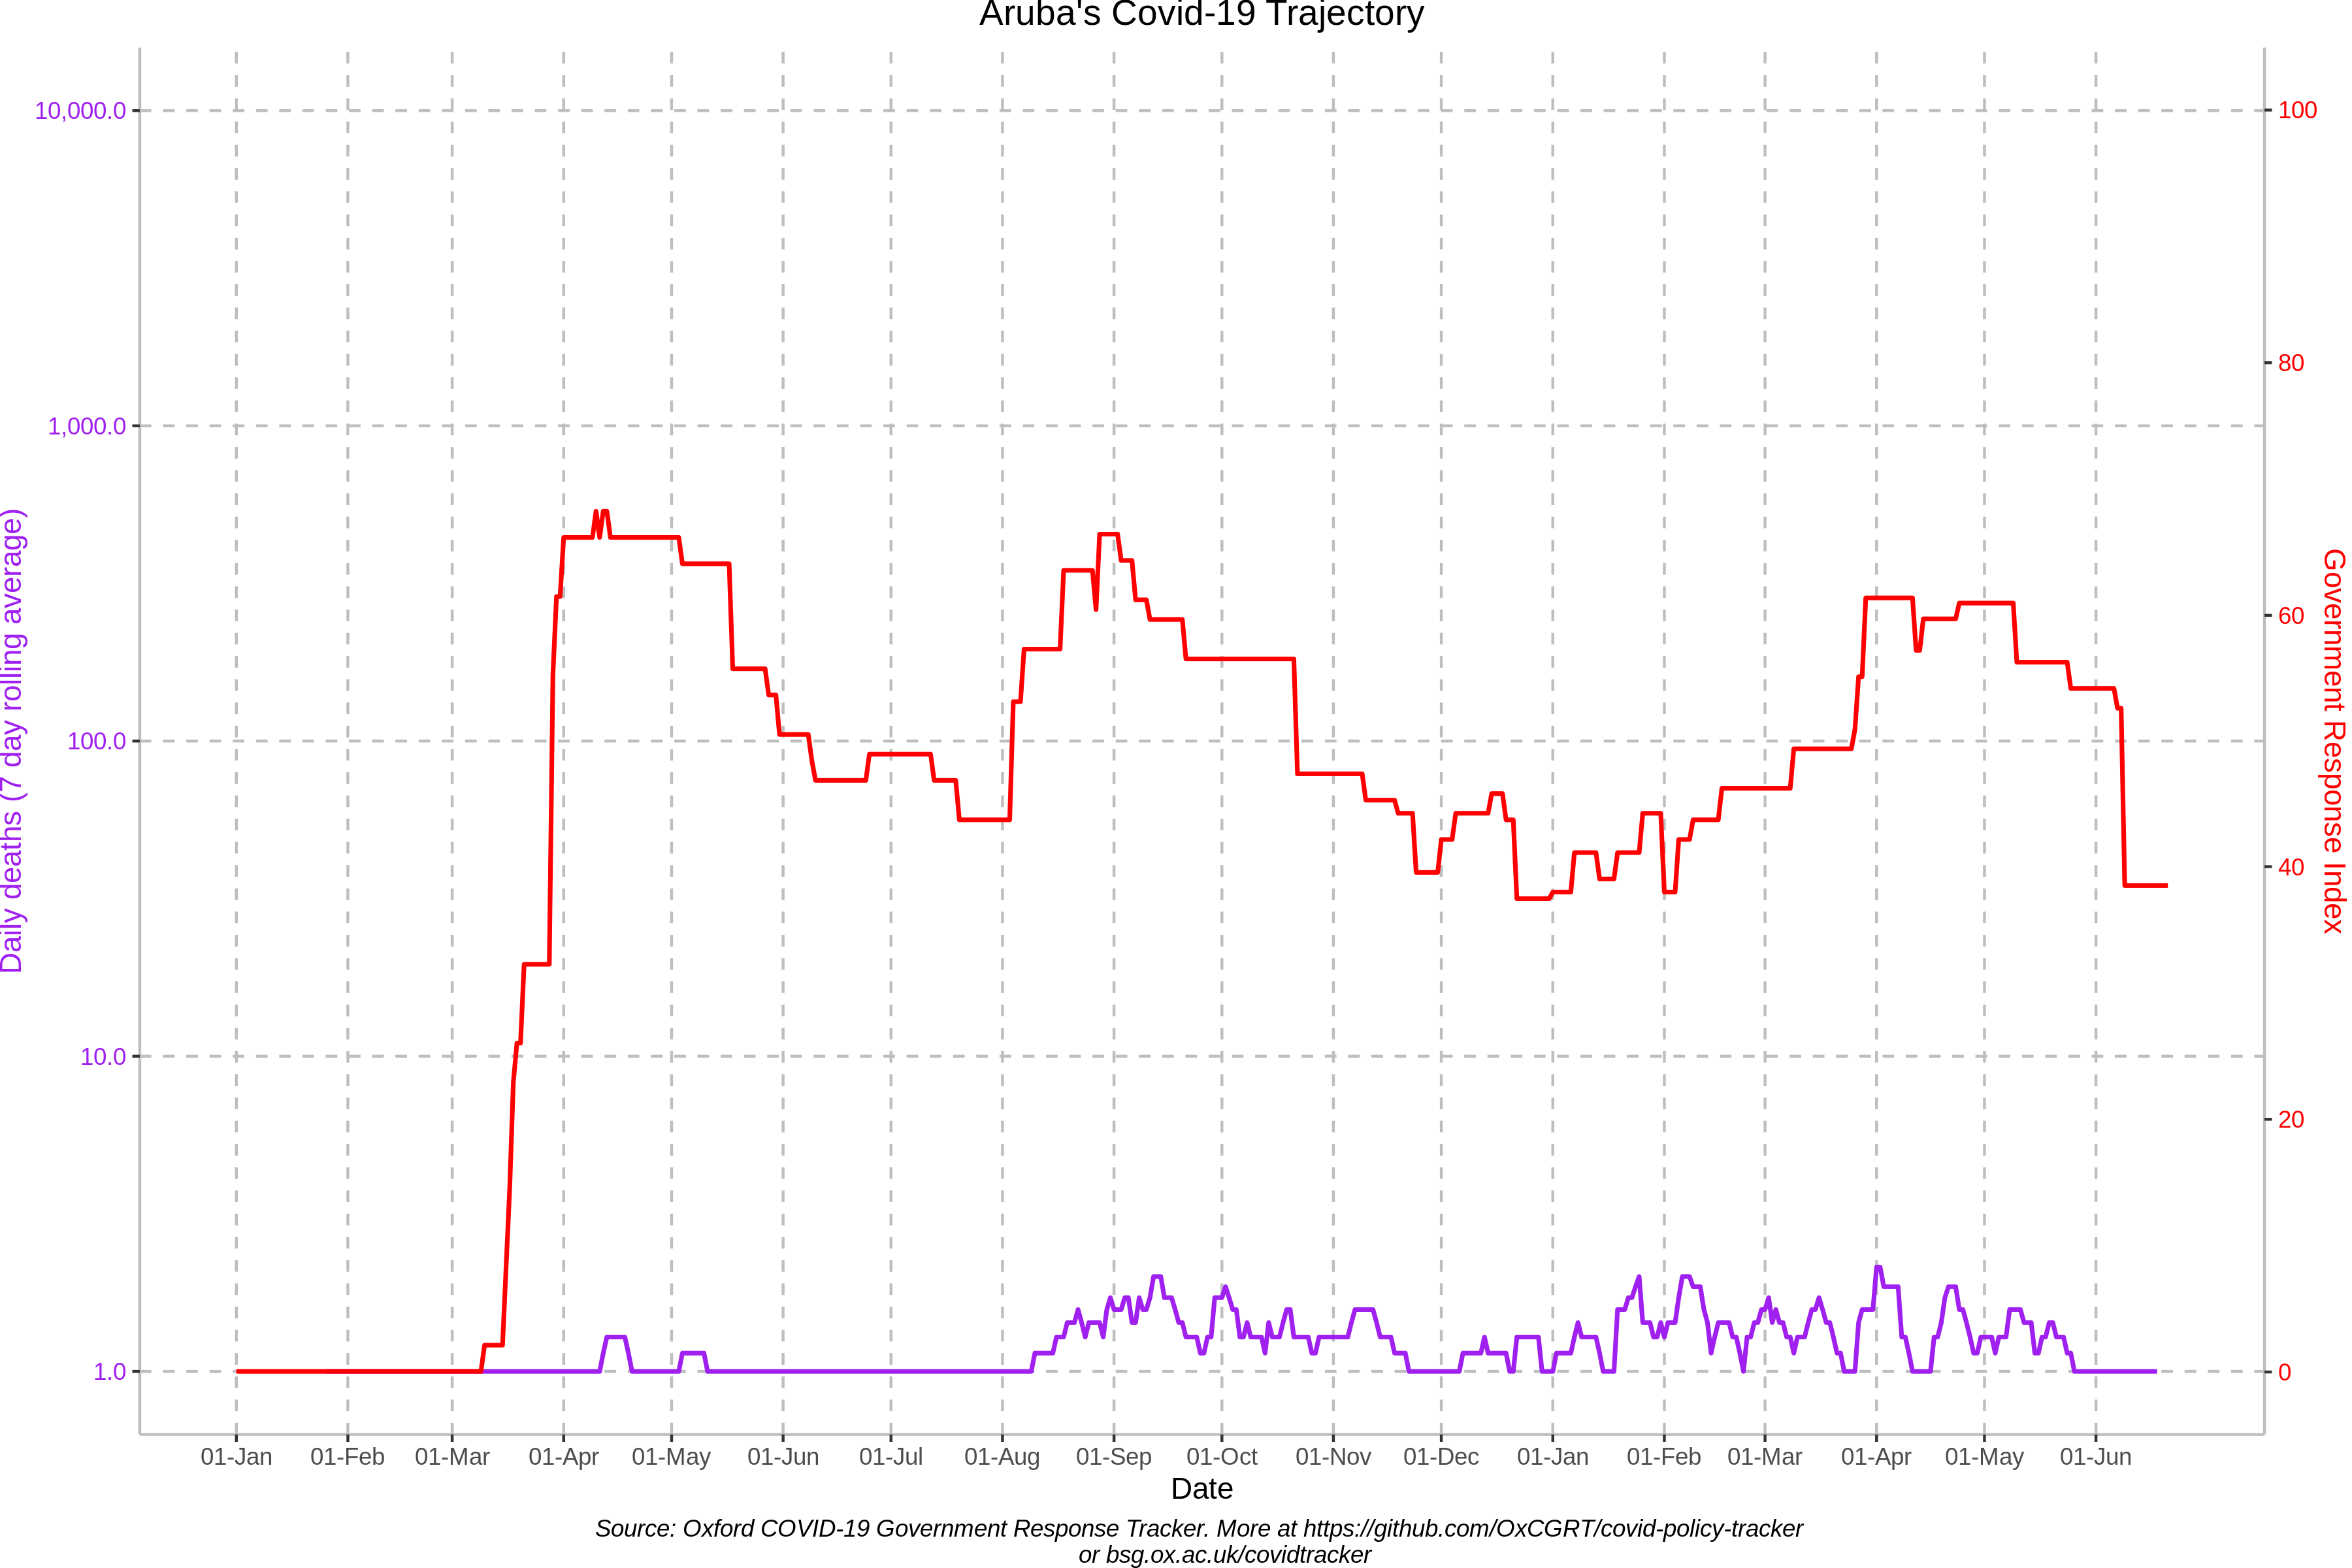 Aruba's Covid-19 Trajectory
10,000.0
1,000.0
100.0
10.0
1.0
Daily deaths (7 day rolling average)
100
80
60
40
20
0
Government Response Index
01-Jan 01-Feb 01-Mar 01-Apr 01-May 01-Jun 01-Jul 01-Aug 01-Sep 01-Oct 01-Nov 01-Dec 01-Jan 01-Feb 01-Mar 01-Apr 01-May 01-Jun
Date
Source: Oxford COVID-19 Government Response Tracker. More at https://github.com/OxCGRT/covid-policy-tracker
or bsg.ox.ac.uk/covidtracker